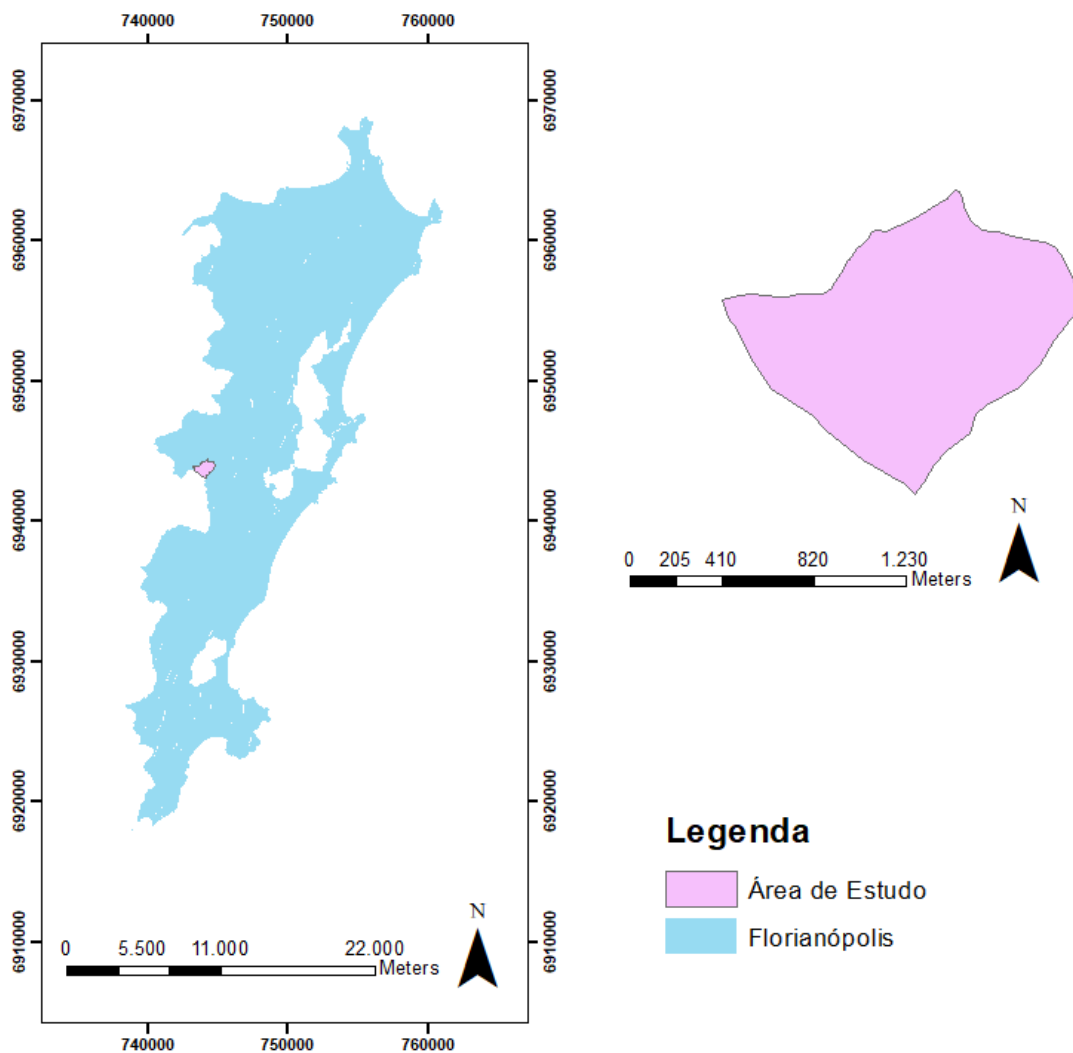 740000 750000 760000
6970000 6970000
6960000 6960000
6950000 6950000
6940000 6940000
6930000 6930000
6920000 6920000
6910000 6910000
N
0 5.500 11.000 22.000
Meters
740000 750000 760000
N
0 205 410 820 1.230
Meters
Legenda
Área de Estudo
Florianópolis